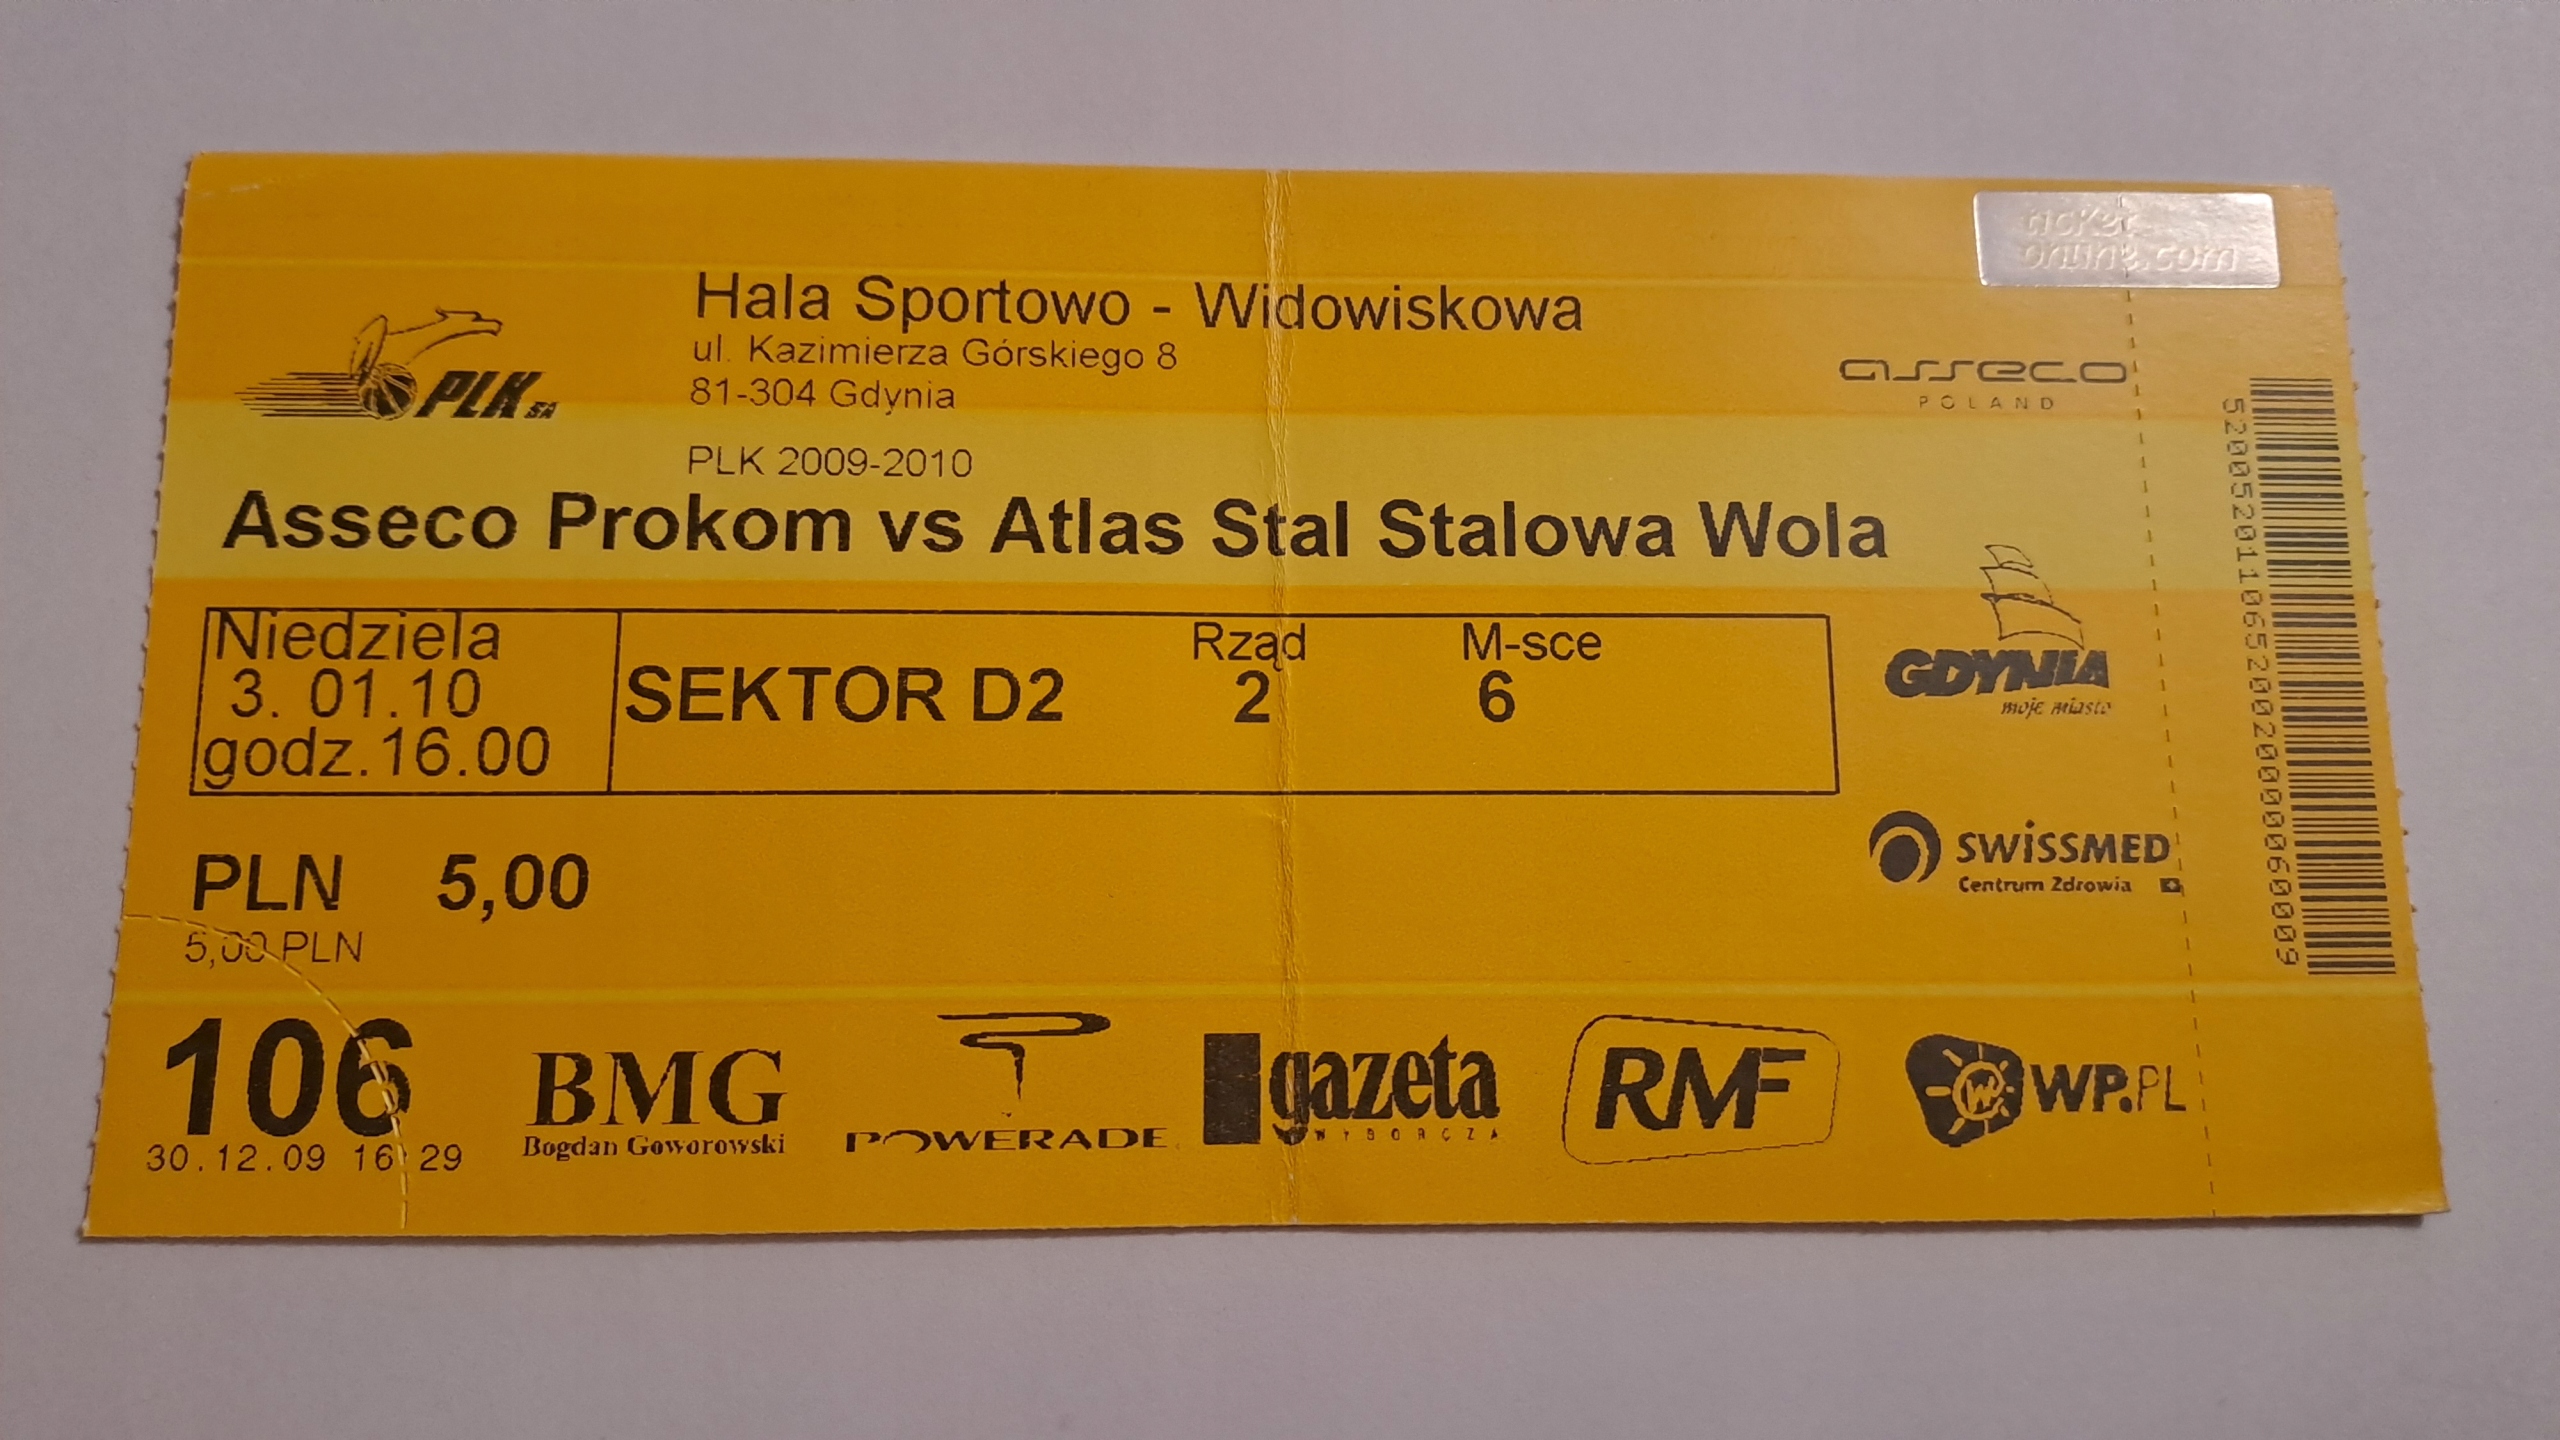 ticket
online.com
Hala Sportowo - Widowiskowa
ul. Kazimierza Górskiego 8
81-304 Gdynia
PLK SA
asseco
POLAND
PLK 2009-2010
Asseco Prokom vs Atlas Stal Stalowa Wola
Niedziela
3. 01.10
godz.16.00
SEKTOR D2
Rząd
2
M-sce
6
GDYNIA
moje miasto
PLN 5,00
5,00 PLN
SWISSMED
Centrum Zdrowia
106
30.12.09 16:29
BMG
Bogdan Goworowski
POWERADE
gazeta
WYBORCZA
RMF
WP.PL